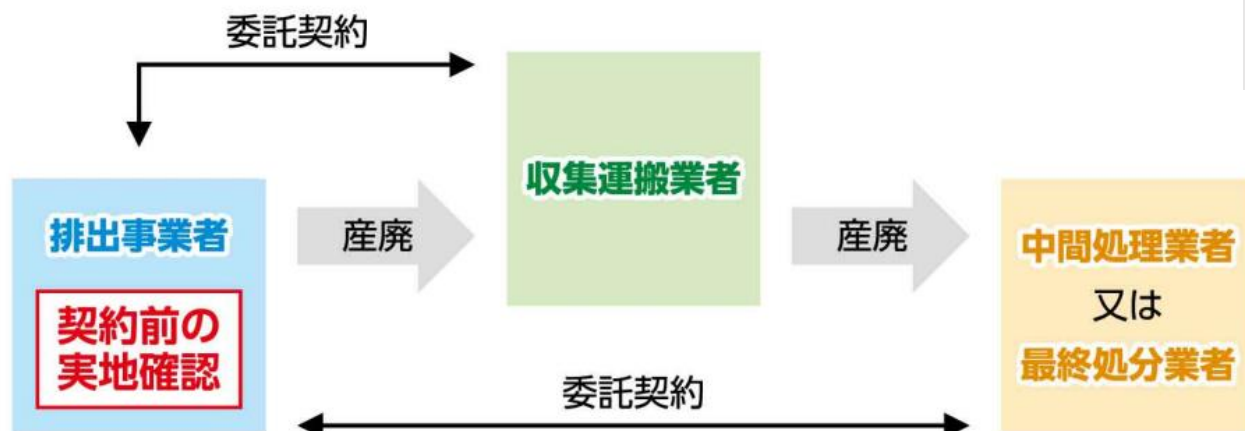 委託契約
収集運搬業者
排出事業者
産廃
産廃
契約前の
実地確認
中間処理業者
又は
最終処分業者
委託契約